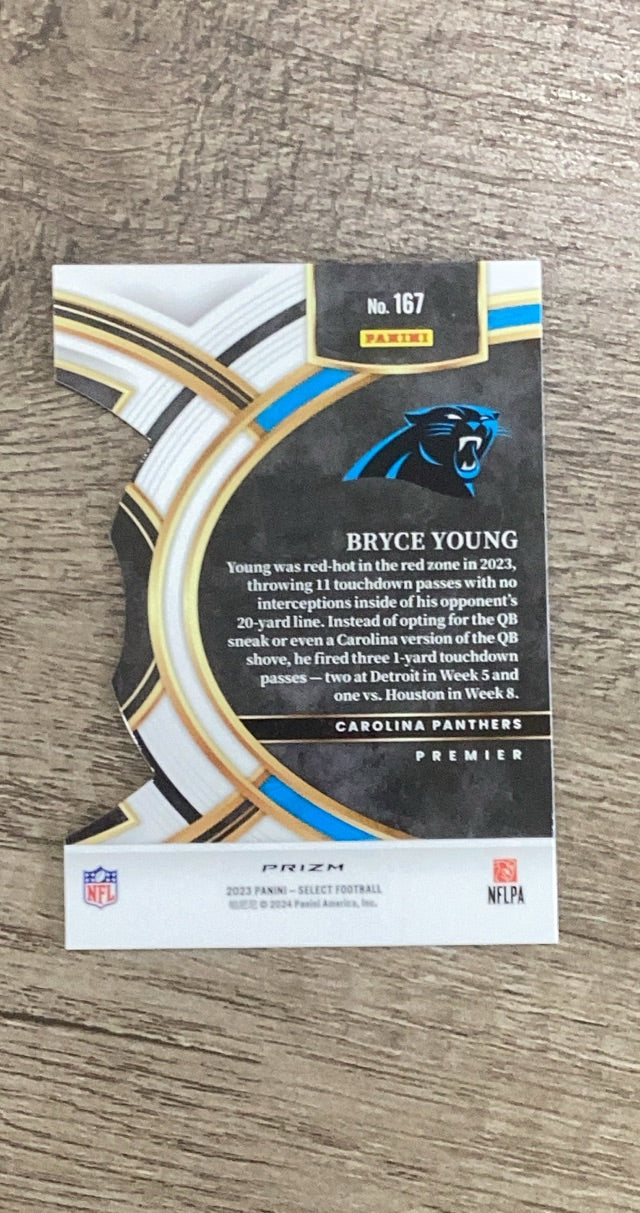 No. 167
PANINI
BRYCE YOUNG
Young was red-hot in the red zone in 2023,
throwing 11 touchdown passes with no
interceptions inside of his opponent's
20-yard line. Instead of opting for the QB
sneak or even a Carolina version of the QB
shove, he fired three 1-yard touchdown
passes — two at Detroit in Week 5 and
one vs. Houston in Week 8.
CAROLINA PANTHERS
PREMIER
PRIZM
NFL
2023 PANINI – SELECT FOOTBALL
帕尼尼 © 2024 Panini America, Inc.
NFLPA